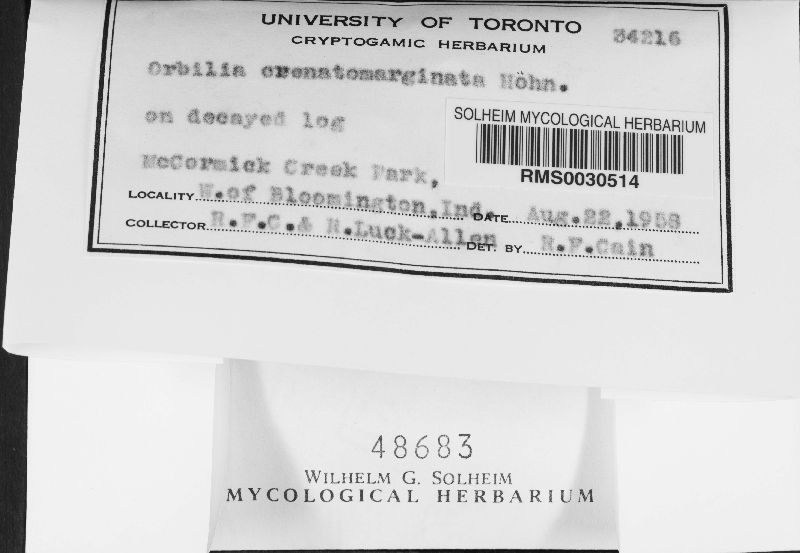 UNIVERSITY OF TORONTO 34216
CRYPTOGAMIC HERBARIUM
Orbilia crenatomarginata Höhn.
on decayed log
SOLHEIM MYCOLOGICAL HERBARIUM
RMS0030514
McCormick Creek Park,
LOCALITY W.of Bloomington,Ind. DATE Aug.22,1958
COLLECTOR R.F.C.& R.Luck-Allen DET. BY R.F.Cain
48683
WILHELM G. SOLHEIM
MYCOLOGICAL HERBARIUM